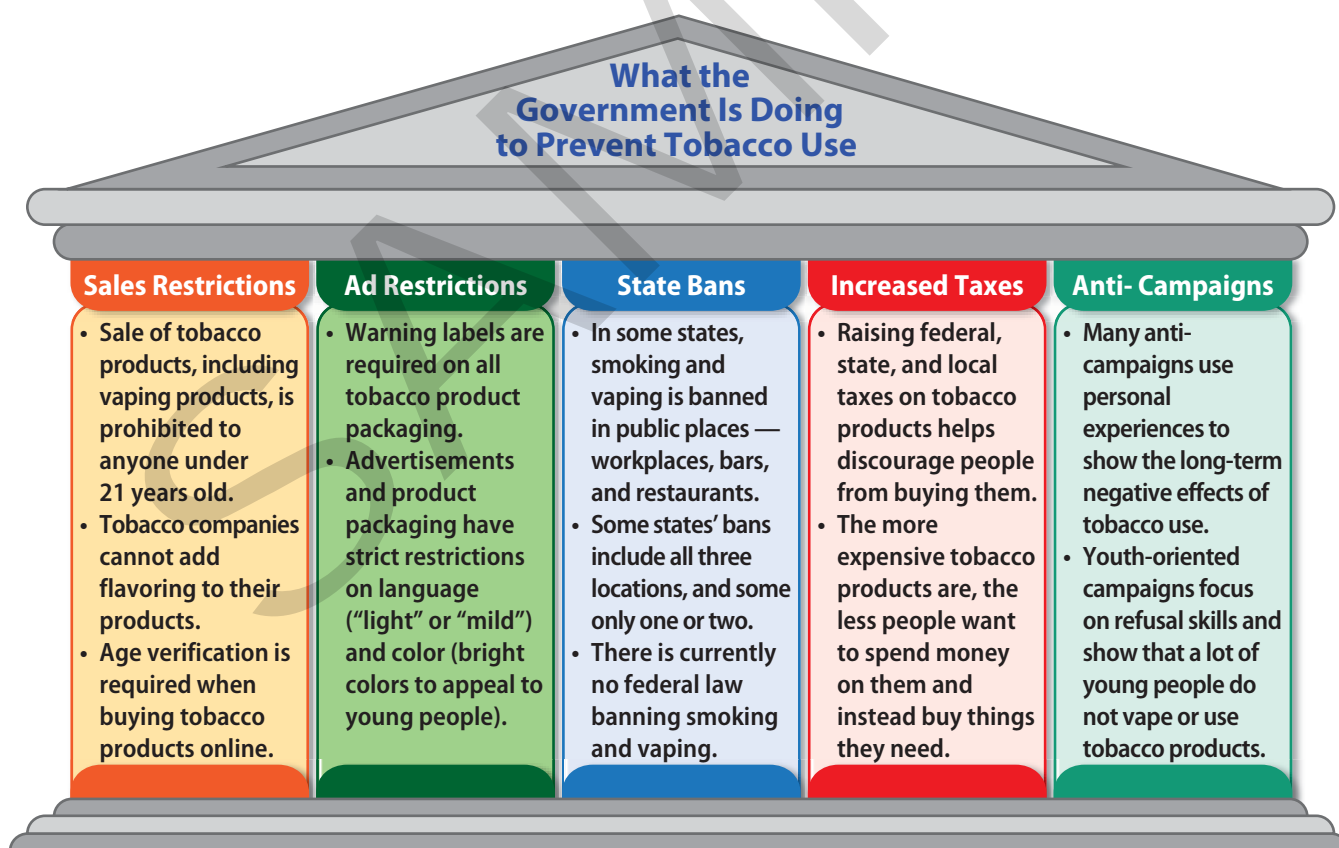 What the
Government Is Doing
to Prevent Tobacco Use
Sales Restrictions
• Sale of tobacco
products, including
vaping products, is
prohibited to
anyone under
21 years old.
• Tobacco companies
cannot add
flavoring to their
products.
• Age verification is
required when
buying tobacco
products online.
Ad Restrictions
• Warning labels are
required on all
tobacco product
packaging.
• Advertisements
and product
packaging have
strict restrictions
on language
(“light” or “mild”)
and color (bright
colors to appeal to
young people).
State Bans
• In some states,
smoking and
vaping is banned
in public places —
workplaces, bars,
and restaurants.
• Some states’ bans
include all three
locations, and some
only one or two.
• There is currently
no federal law
banning smoking
and vaping.
Increased Taxes
• Raising federal,
state, and local
taxes on tobacco
products helps
discourage people
from buying them.
• The more
expensive tobacco
products are, the
less people want
to spend money
on them and
instead buy things
they need.
Anti- Campaigns
• Many anti-
campaigns use
personal
experiences to
show the long-term
negative effects of
tobacco use.
• Youth-oriented
campaigns focus
on refusal skills and
show that a lot of
young people do
not vape or use
tobacco products.